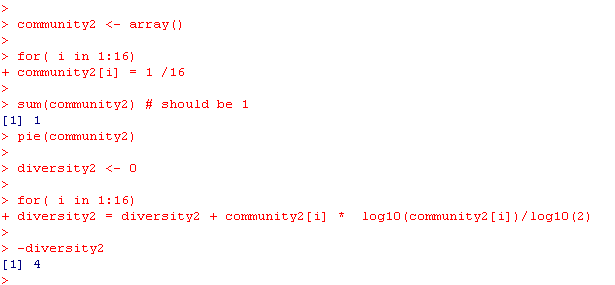 >
> community2 <- array()
>
> for( i in 1:16)
+ community2[i] = 1 /16
>
> sum(community2) # should be 1
[1] 1
> pie(community2)
>
> diversity2 <- 0
>
> for( i in 1:16)
+ diversity2 = diversity2 + community2[i] *  log10(community2[i])/log10(2)
>
> -diversity2
[1] 4
>